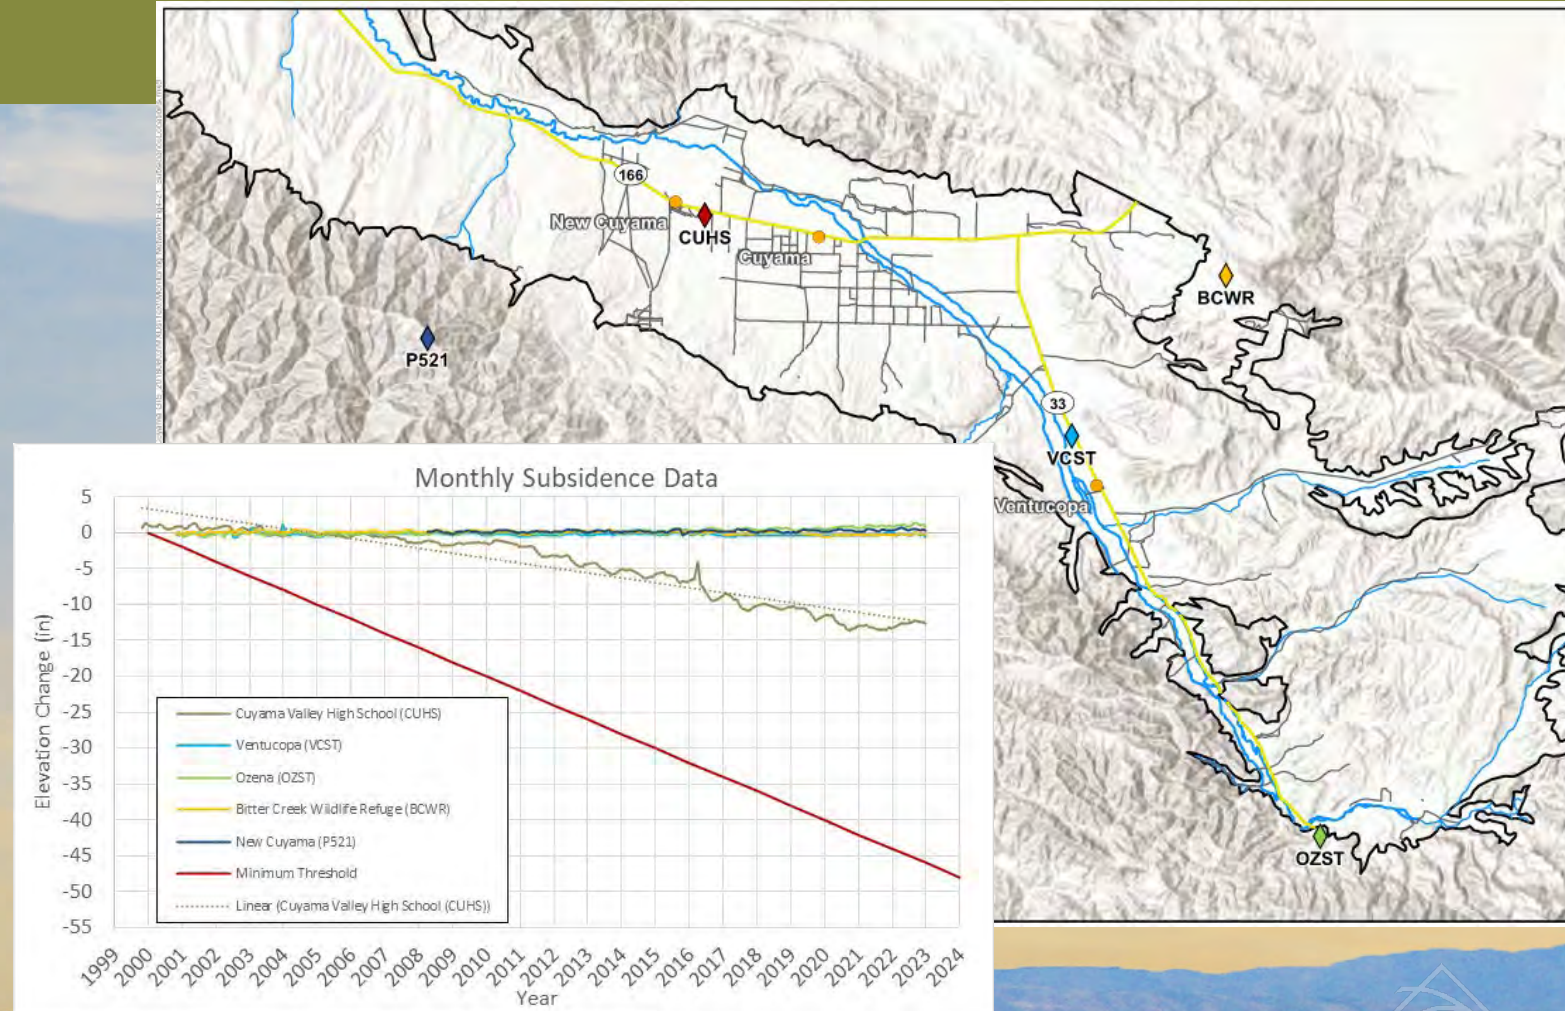 166
New Cuyama
CUHS
Cuyama
BCWR
P521
33
VCST
Ventucopa
OZST
Monthly Subsidence Data
Elevation Change (in)
5
0
-5
-10
-15
-20
-25
-30
-35
-40
-45
-50
-55
Cuyama Valley High School (CUHS)
Ventucopa (VCST)
Ozena (OZST)
Bitter Creek Wildlife Refuge (BCWR)
New Cuyama (P521)
Minimum Threshold
Linear (Cuyama Valley High School (CUHS))
1999 2000 2001 2002 2003 2004 2005 2006 2007 2008 2009 2010 2011 2012 2013 2014 2015 2016 2017 2018 2019 2020 2021 2022 2023 2024
Year